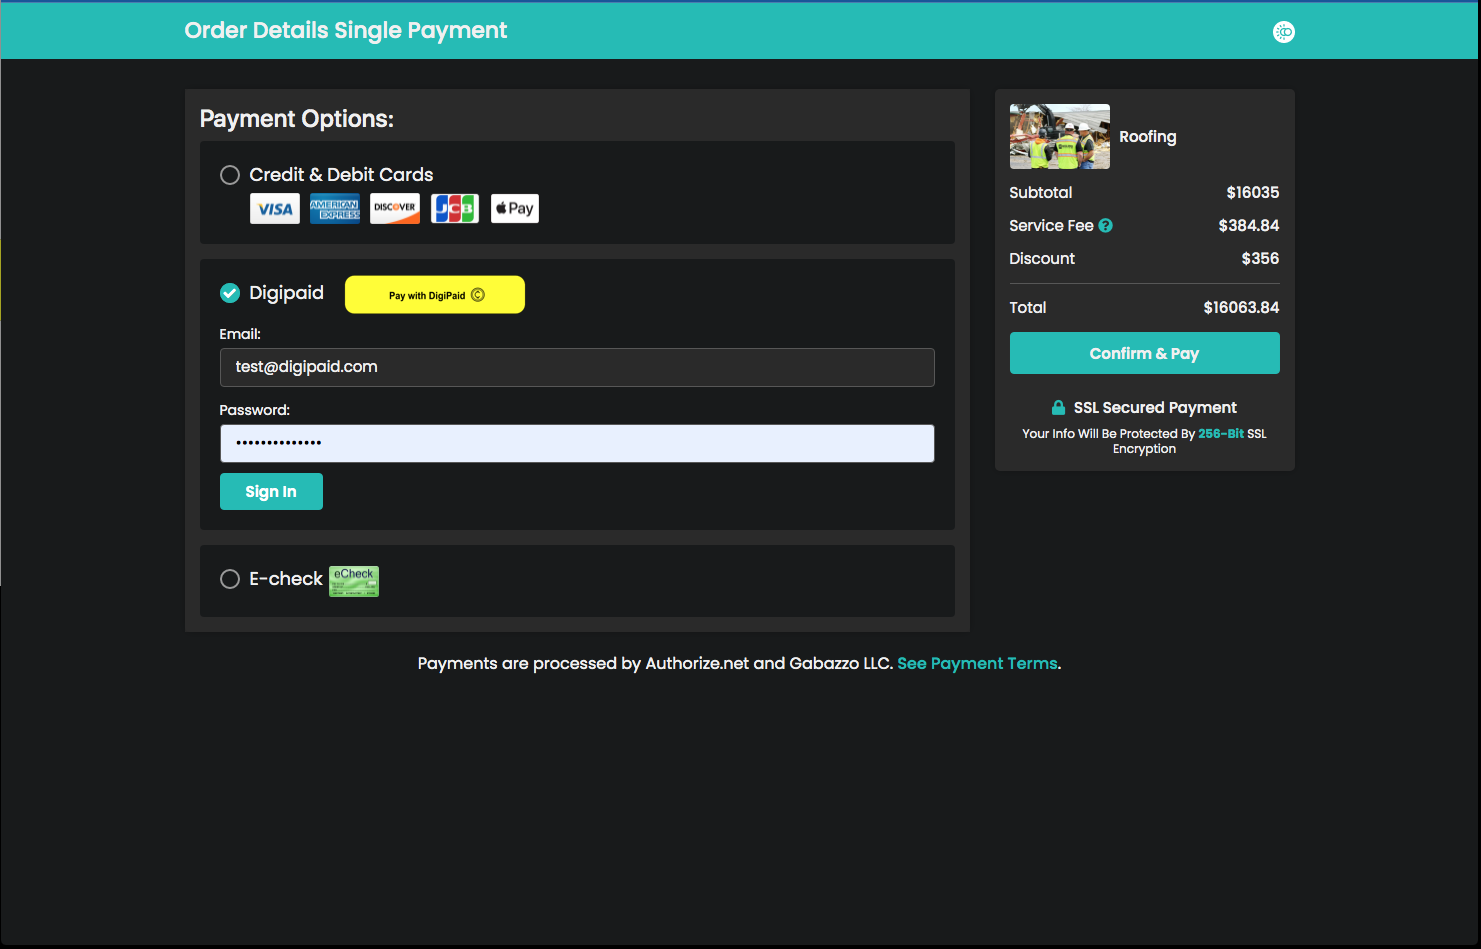 Order Details Single Payment
Payment Options:
Credit & Debit Cards
VISA
AMERICAN EXPRESS
DISCOVER
JCB
Pay
Digipaid
Pay with DigiPaid
Email:
test@digipaid.com
Password:
••••••••••••••
Sign In
E-check
eCheck
Payments are processed by Authorize.net and Gabazzo LLC. See Payment Terms.
Roofing
Subtotal $16035
Service Fee ? $384.84
Discount $356
Total $16063.84
Confirm & Pay
SSL Secured Payment
Your Info Will Be Protected By 256-Bit SSL
Encryption